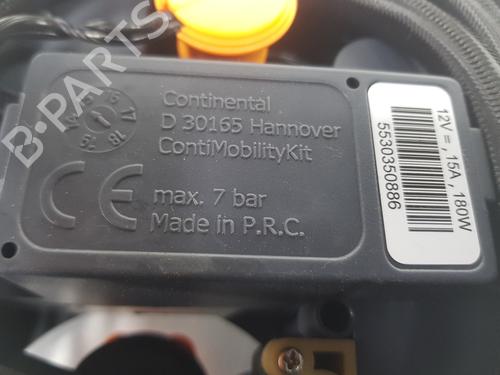 Continental
D 30165 Hannover
ContiMobilityKit
CE
max. 7 bar
Made in P.R.C.
12V = , 15A , 180W
5530350886
B-PARTS